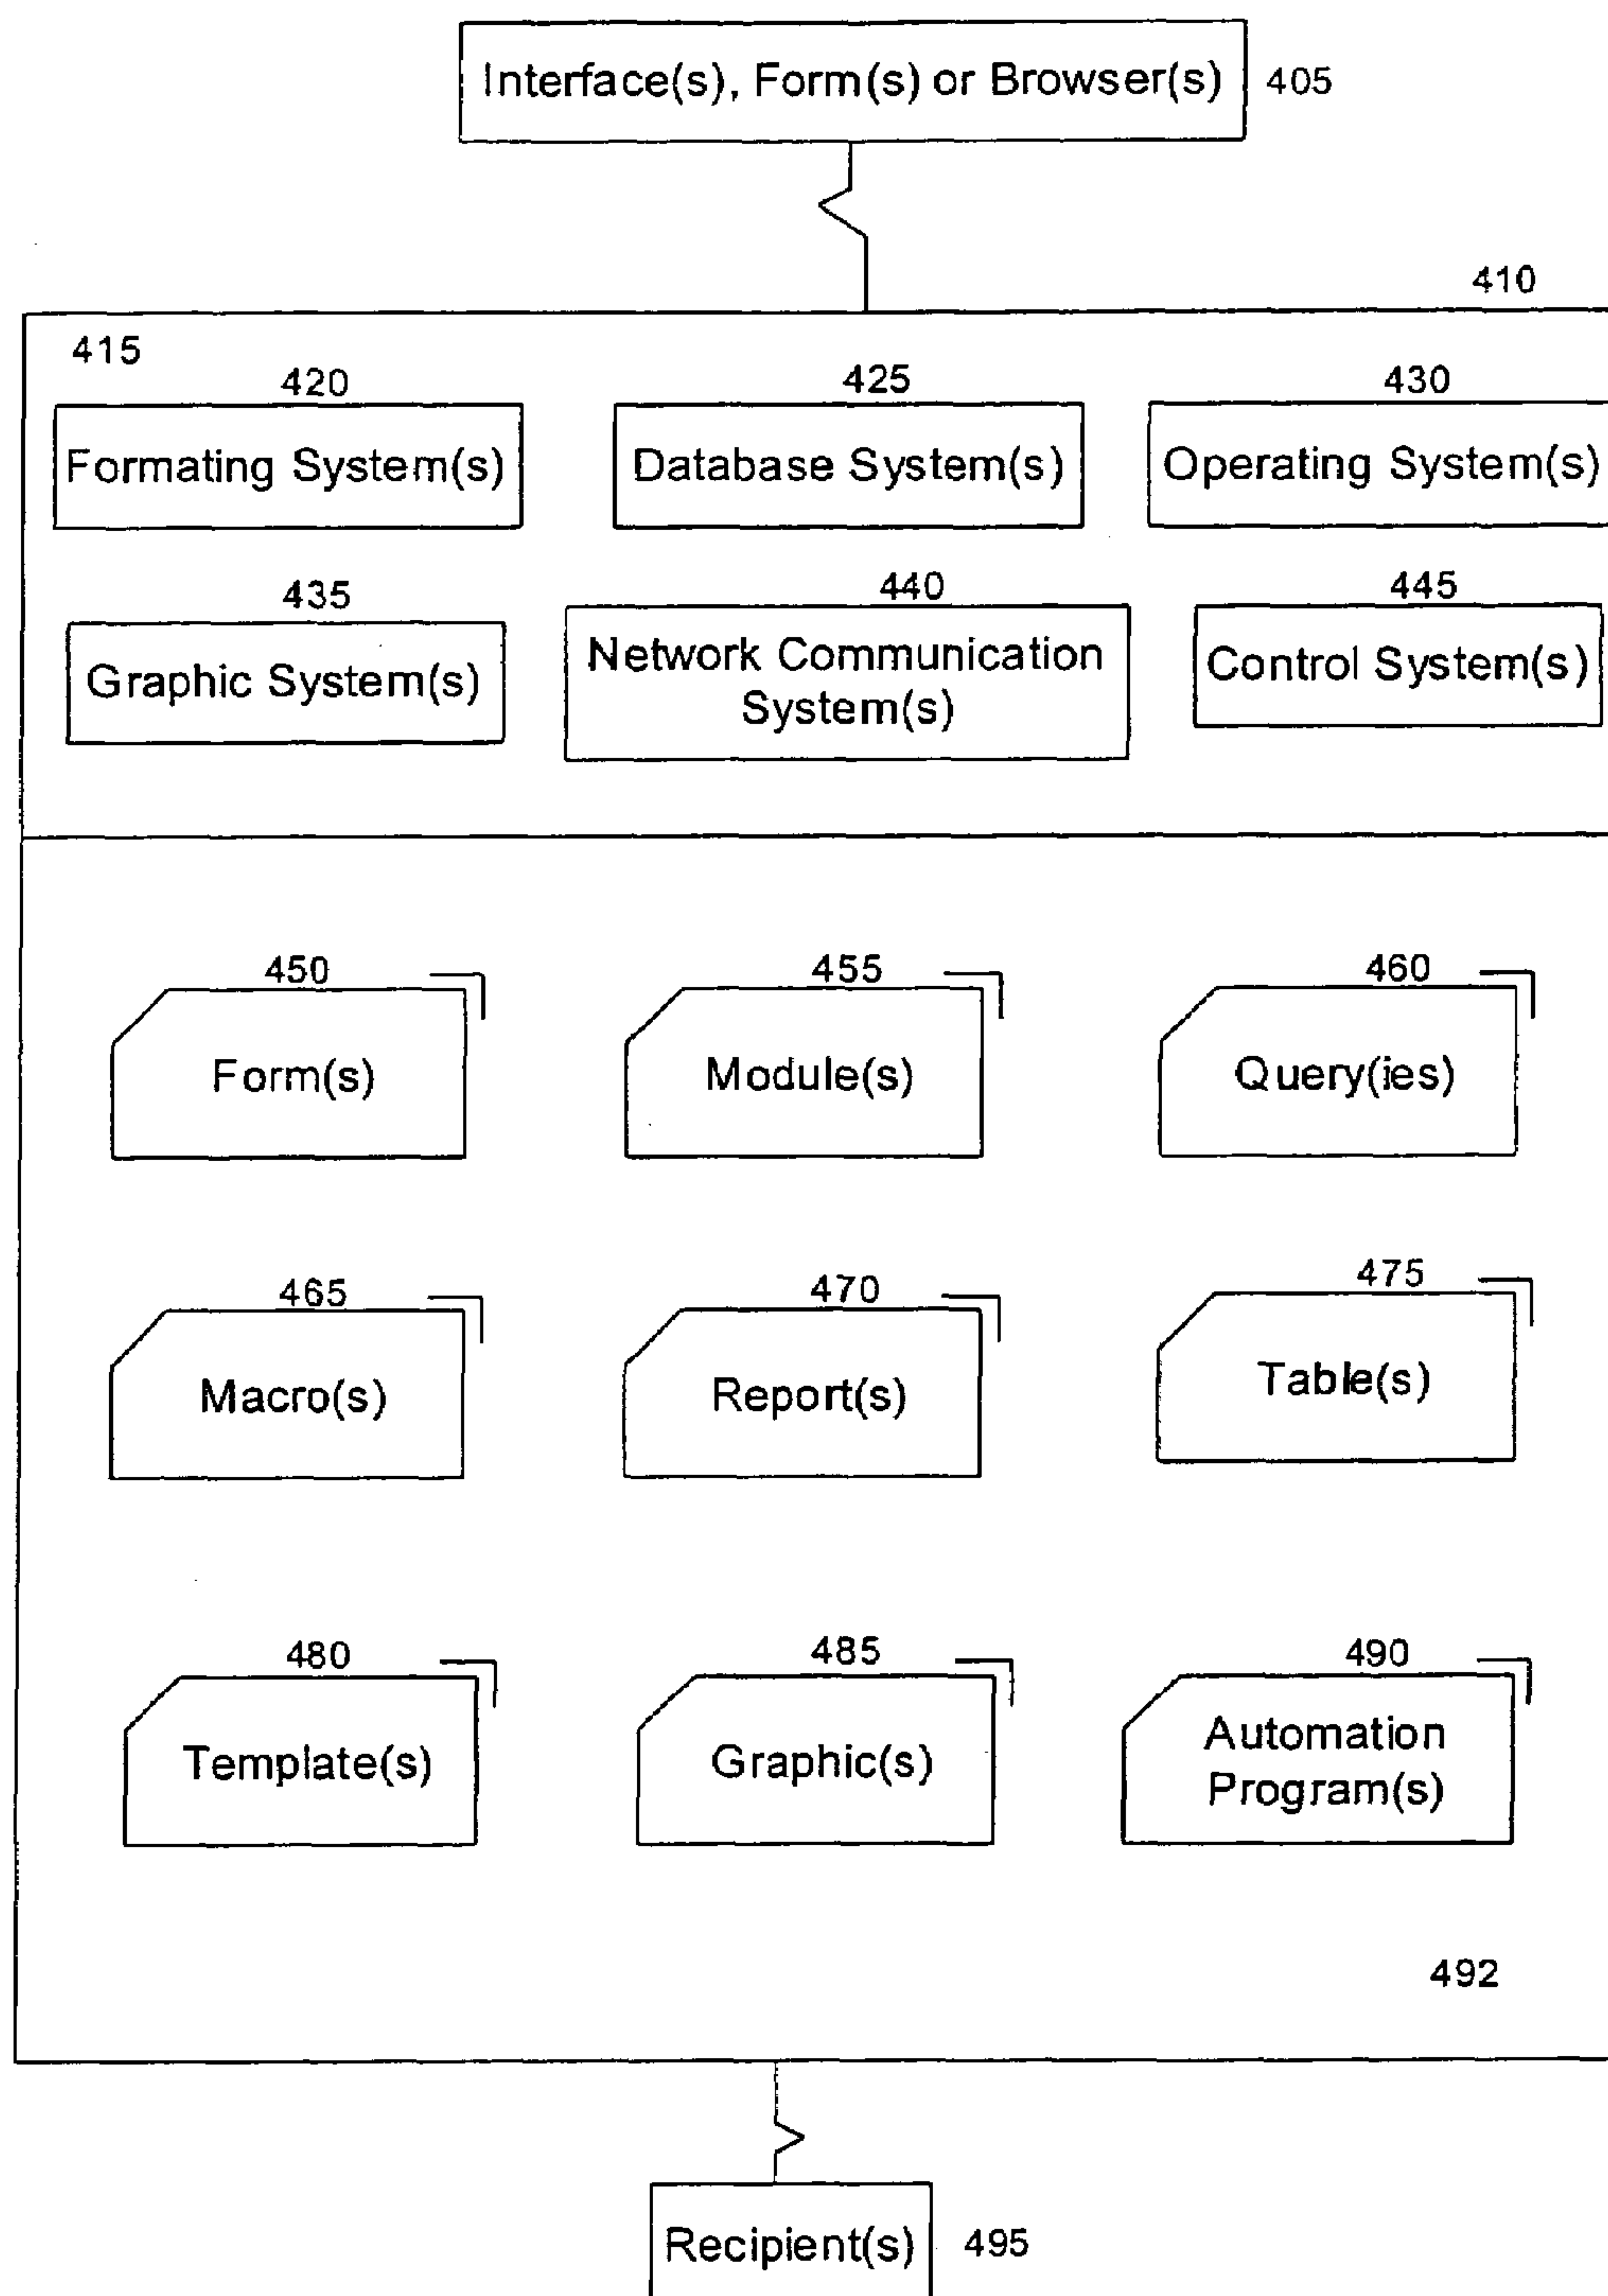 Interface(s), Form(s) or Browser(s) 405
410
415
420 425 430
Formating System(s) Database System(s) Operating System(s)
435 440 445
Graphic System(s) Network Communication System(s) Control System(s)
450 455 460
Form(s) Module(s) Query(ies)
465 470 475
Macro(s) Report(s) Table(s)
480 485 490
Template(s) Graphic(s) Automation Program(s)
492
Recipient(s) 495